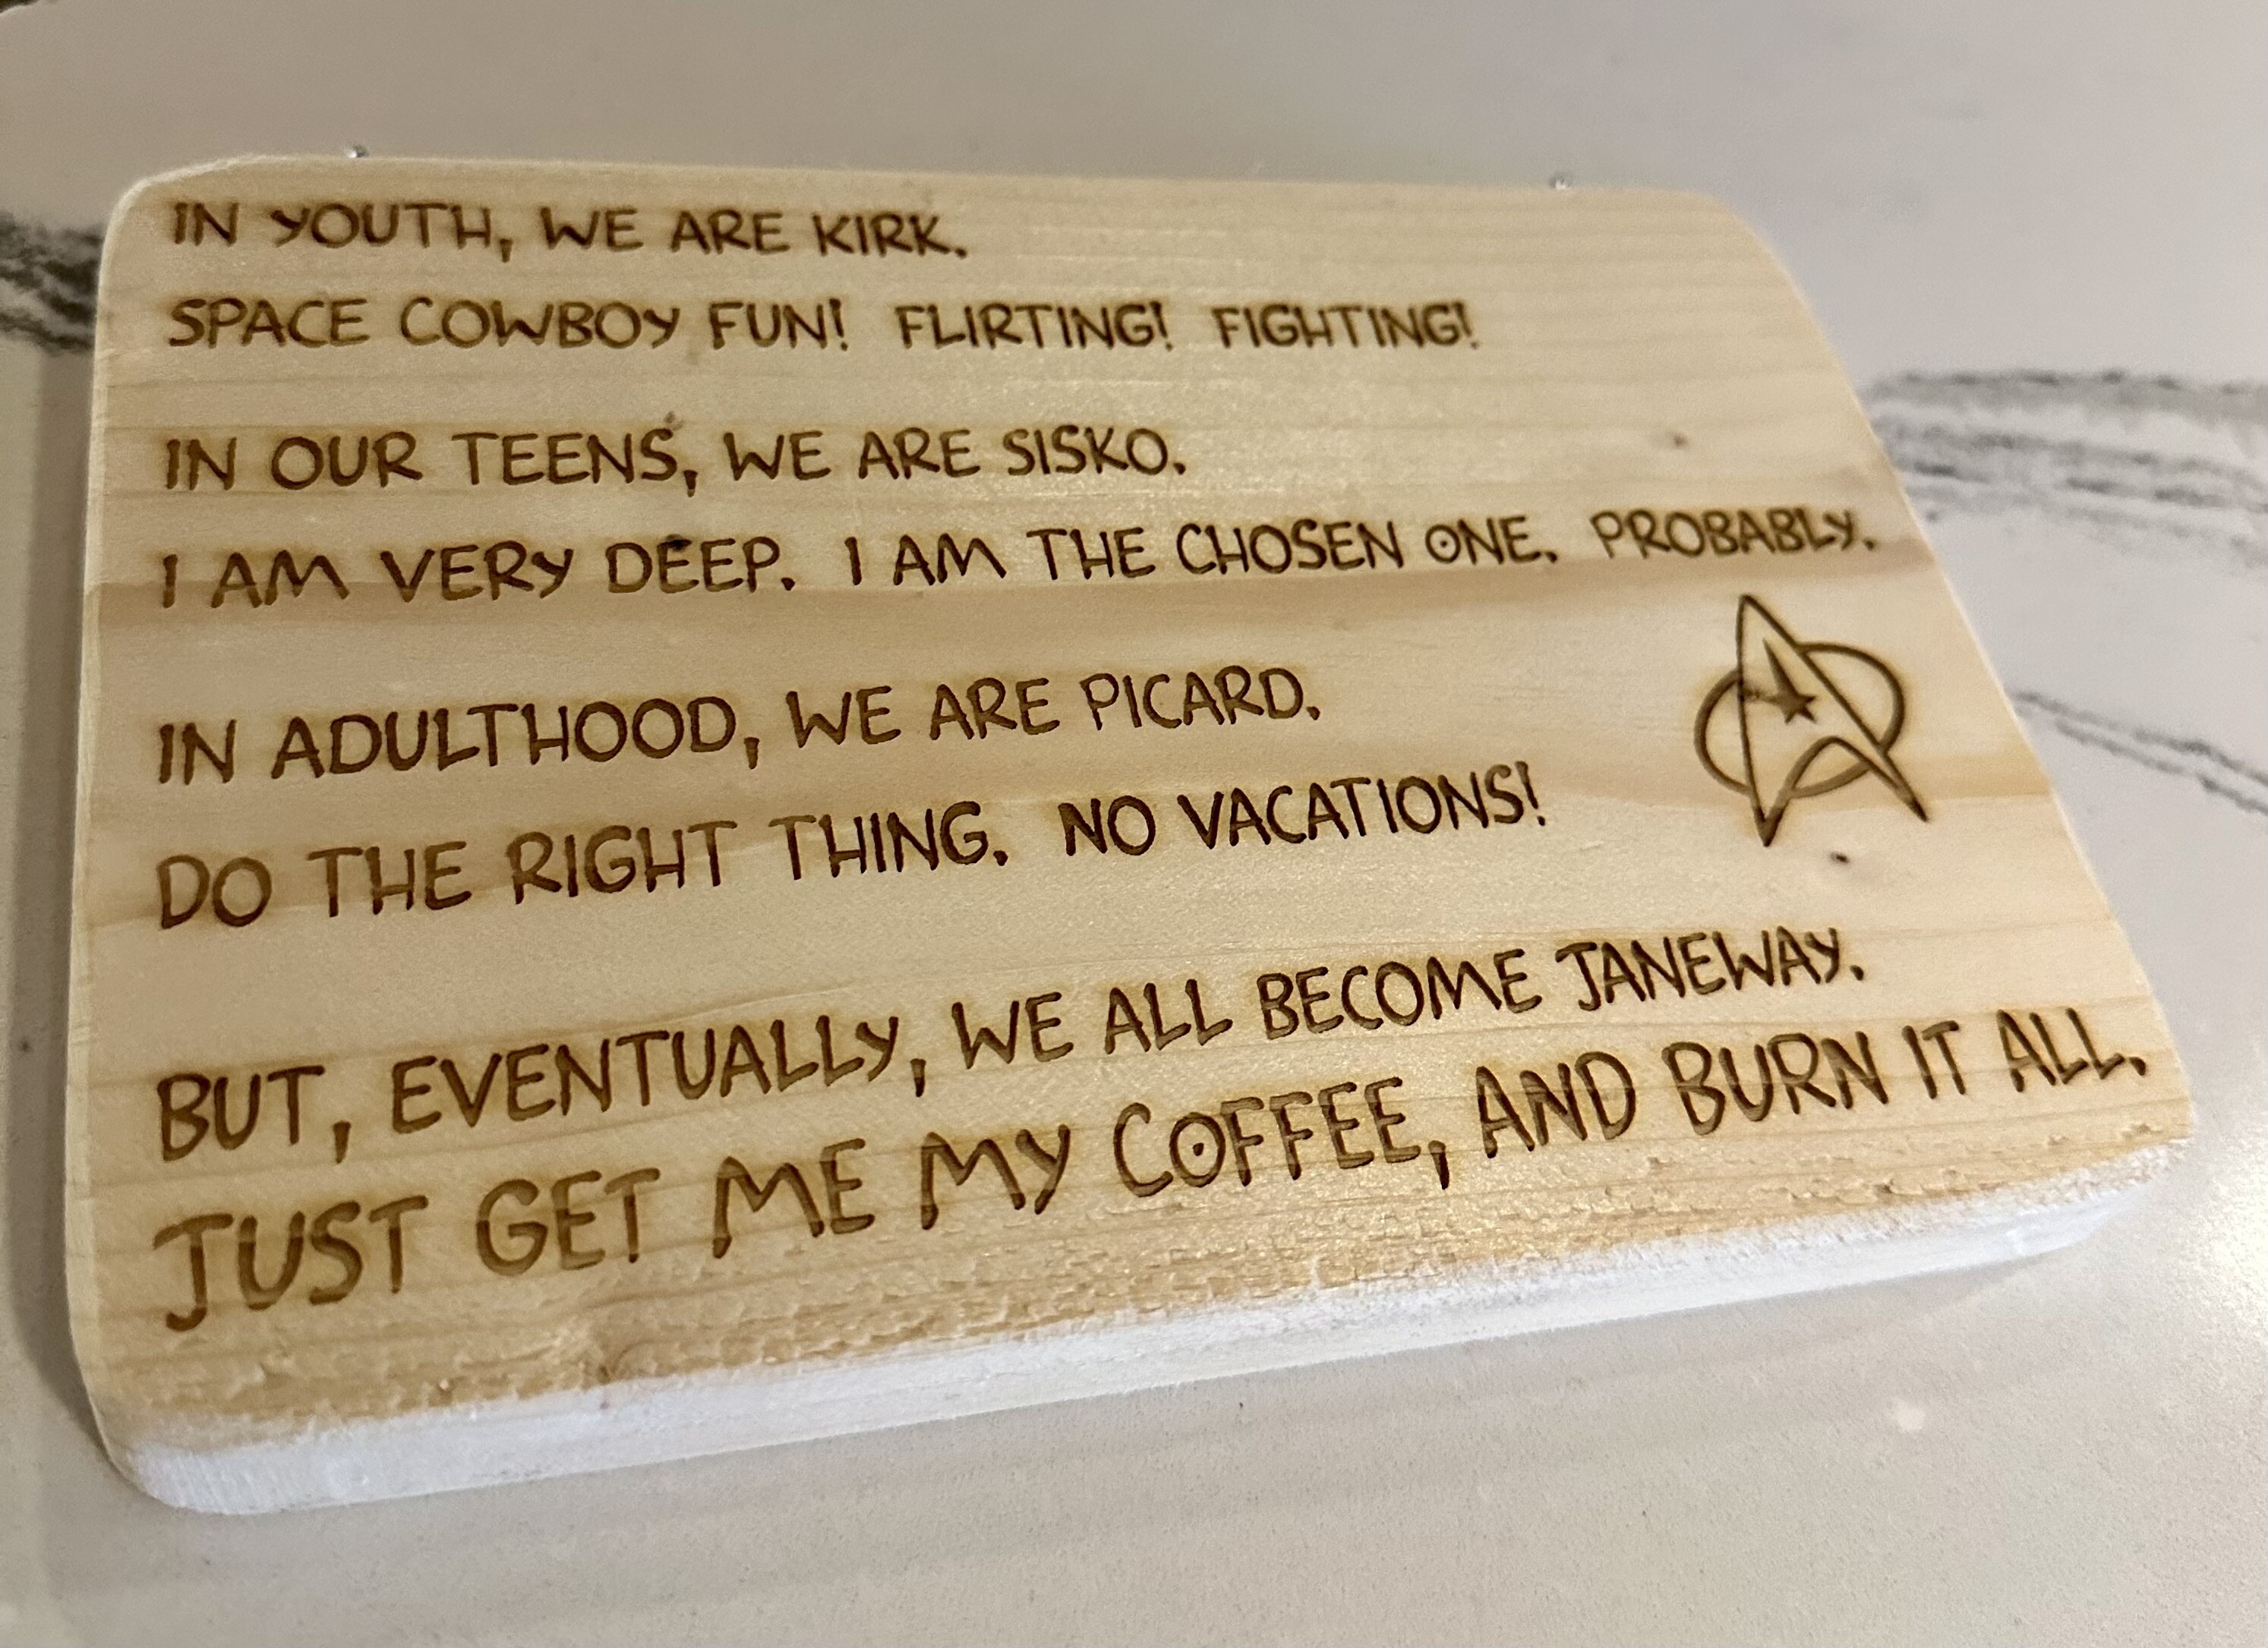 IN YOUTH, WE ARE KIRK.
SPACE COWBOY FUN! FLIRTING! FIGHTING!
IN OUR TEENS, WE ARE SISKO.
I AM VERY DEEP. I AM THE CHOSEN ONE. PROBABLY.
IN ADULTHOOD, WE ARE PICARD.
DO THE RIGHT THING. NO VACATIONS!
BUT, EVENTUALLY, WE ALL BECOME JANEWAY.
JUST GET ME MY COFFEE, AND BURN IT ALL.